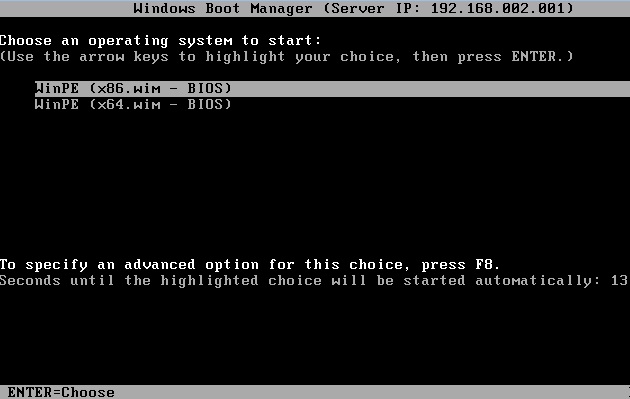 Windows Boot Manager (Server IP: 192.168.002.001)
Choose an operating system to start:
(Use the arrow keys to highlight your choice, then press ENTER.)
WinPE (x86.wim - BIOS)
WinPE (x64.wim - BIOS)
To specify an advanced option for this choice, press F8.
Seconds until the highlighted choice will be started automatically: 13
ENTER=Choose